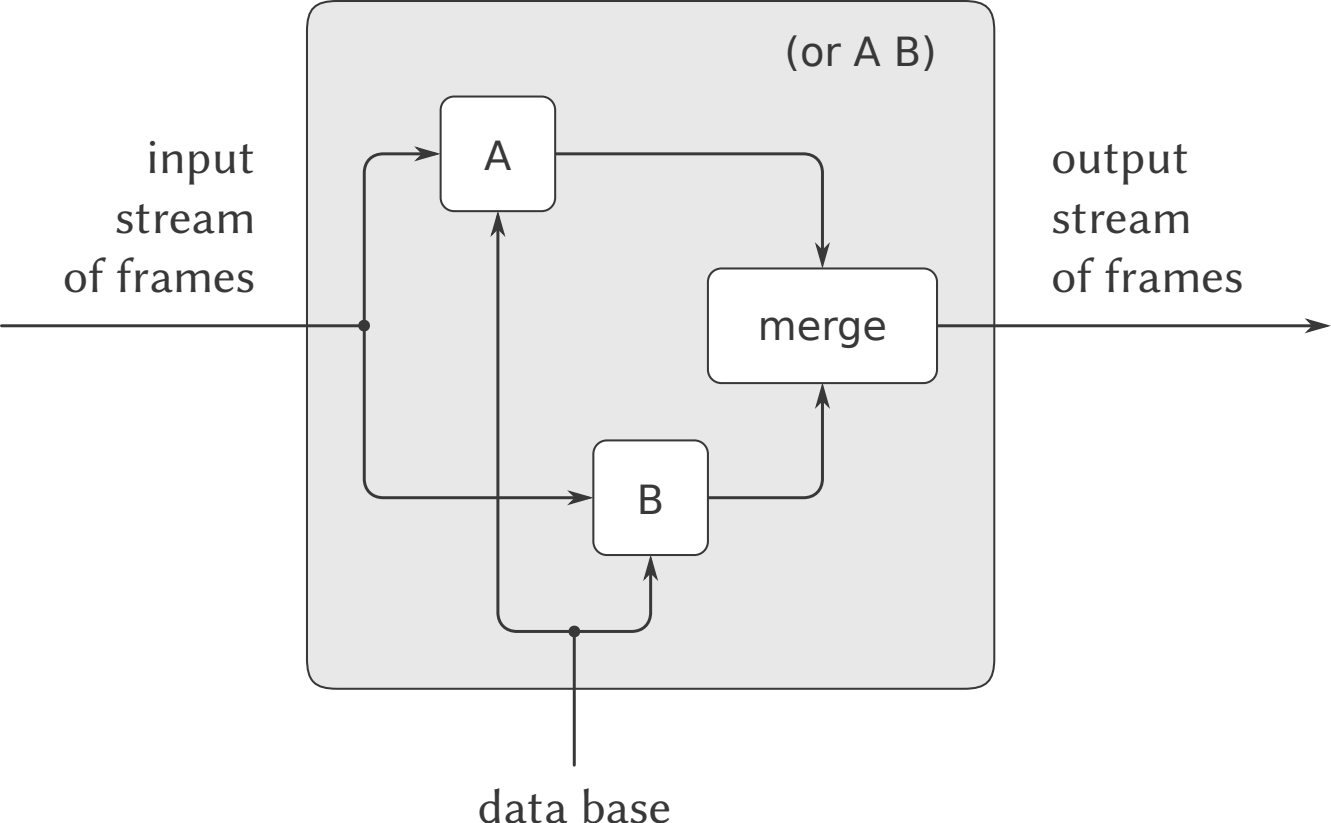 (or A B)
input
stream
of frames
A
output
stream
of frames
merge
B
data base